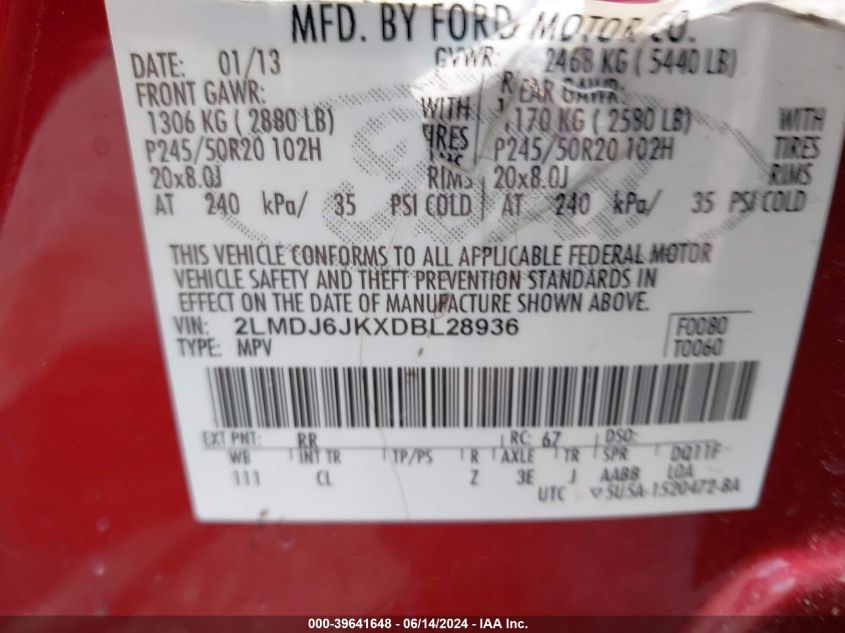 MFD. BY FORD MOTOR CO.
DATE: 01/13 GVWR: 2468 KG ( 5440 LB)
FRONT GAWR: REAR GAWR:
1306 KG ( 2880 LB) WITH 1170 KG ( 2580 LB) WITH
P245/50R20 102H TIRES P245/50R20 102H TIRES
20x8.0J RIMS 20x8.0J RIMS
AT 240 kPa/ 35 PSI COLD AT 240 kPa/ 35 PSI COLD
THIS VEHICLE CONFORMS TO ALL APPLICABLE FEDERAL MOTOR
VEHICLE SAFETY AND THEFT PREVENTION STANDARDS IN
EFFECT ON THE DATE OF MANUFACTURE SHOWN ABOVE.
VIN: 2LMDJ6JKXDBL28936 F0080
TYPE: MPV T0060
EXT PNT: RR RC: 67 DSO:
WB INT TR TP/PS R AXLE TR SPR DQ11F
111 CL Z 3E J AABB LOA
UTC ▽5U5A-1520472-BA
000-39641648 - 06/14/2024 - IAA Inc.